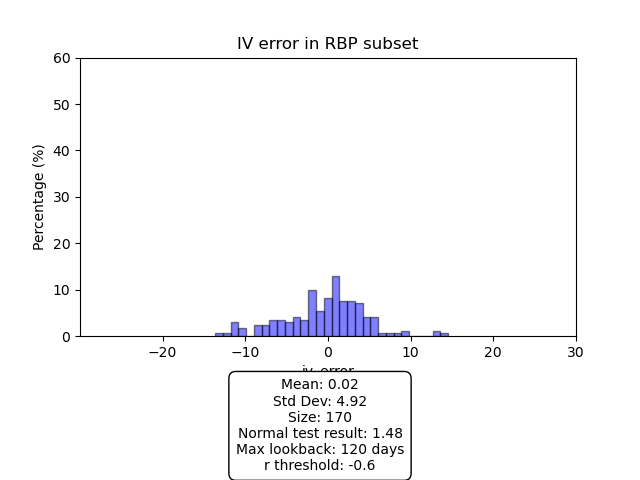 IV error in RBP subset
Percentage (%)
60
50
40
30
20
10
0
−20
−10
0
10
20
30
iv_error
Mean: 0.02
Std Dev: 4.92
Size: 170
Normal test result: 1.48
Max lookback: 120 days
r threshold: -0.6